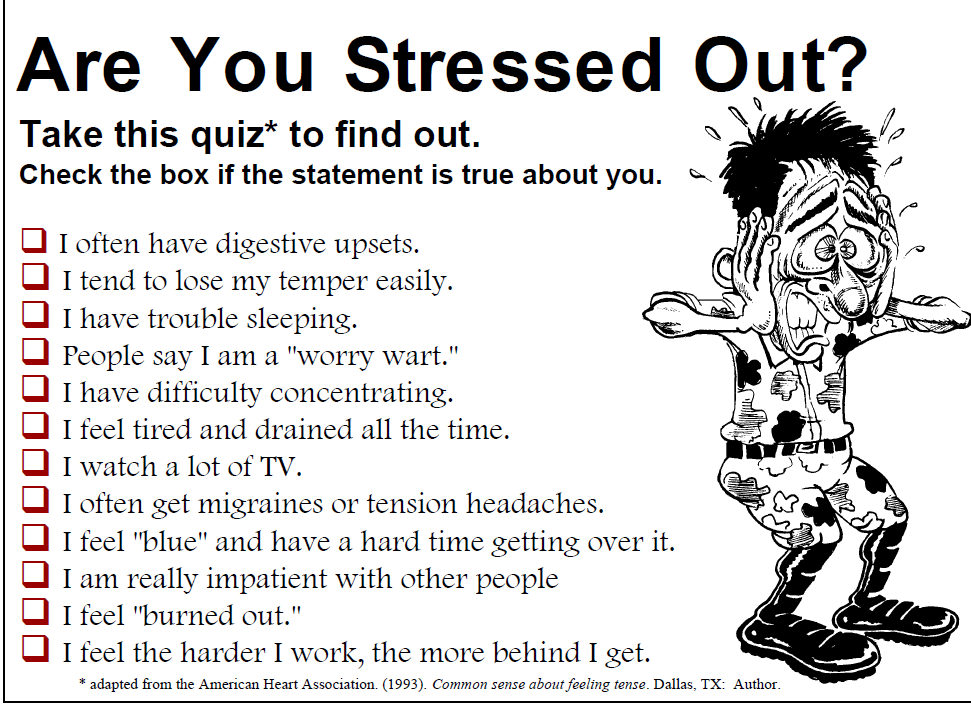 Are You Stressed Out?
Take this quiz* to find out.
Check the box if the statement is true about you.
I often have digestive upsets.
I tend to lose my temper easily.
I have trouble sleeping.
People say I am a "worry wart."
I have difficulty concentrating.
I feel tired and drained all the time.
I watch a lot of TV.
I often get migraines or tension headaches.
I feel "blue" and have a hard time getting over it.
I am really impatient with other people
I feel "burned out."
I feel the harder I work, the more behind I get.
* adapted from the American Heart Association. (1993). Common sense about feeling tense. Dallas, TX: Author.